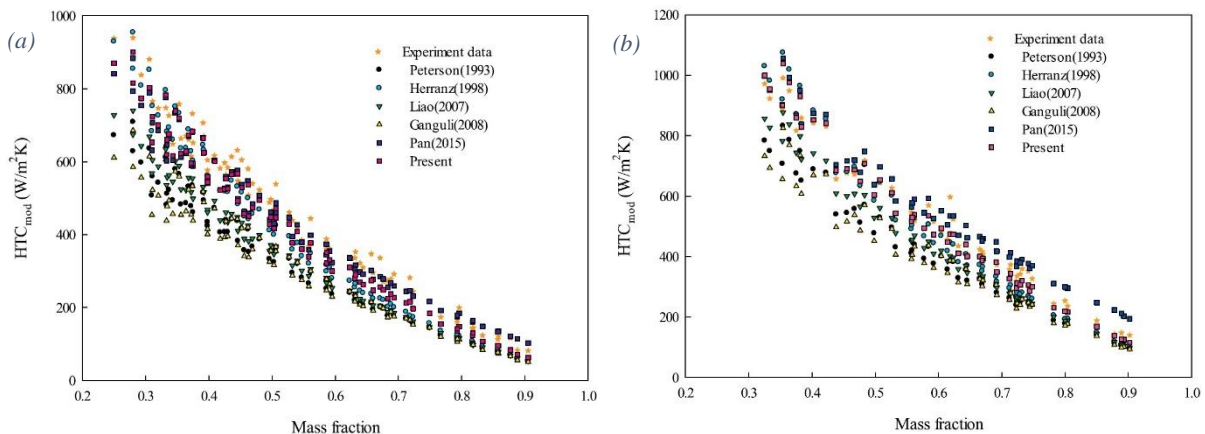 (a)
1000
800
600
400
200
0
HTC_mod (W/m²K)
Experiment data
Peterson(1993)
Herranz(1998)
Liao(2007)
Ganguli(2008)
Pan(2015)
Present
0.2 0.3 0.4 0.5 0.6 0.7 0.8 0.9 1.0
Mass fraction
(b)
1200
1000
800
600
400
200
0
HTC_mod (W/m²K)
Experiment data
Peterson(1993)
Herranz(1998)
Liao(2007)
Ganguli(2008)
Pan(2015)
Present
0.2 0.3 0.4 0.5 0.6 0.7 0.8 0.9 1.0
Mass fraction